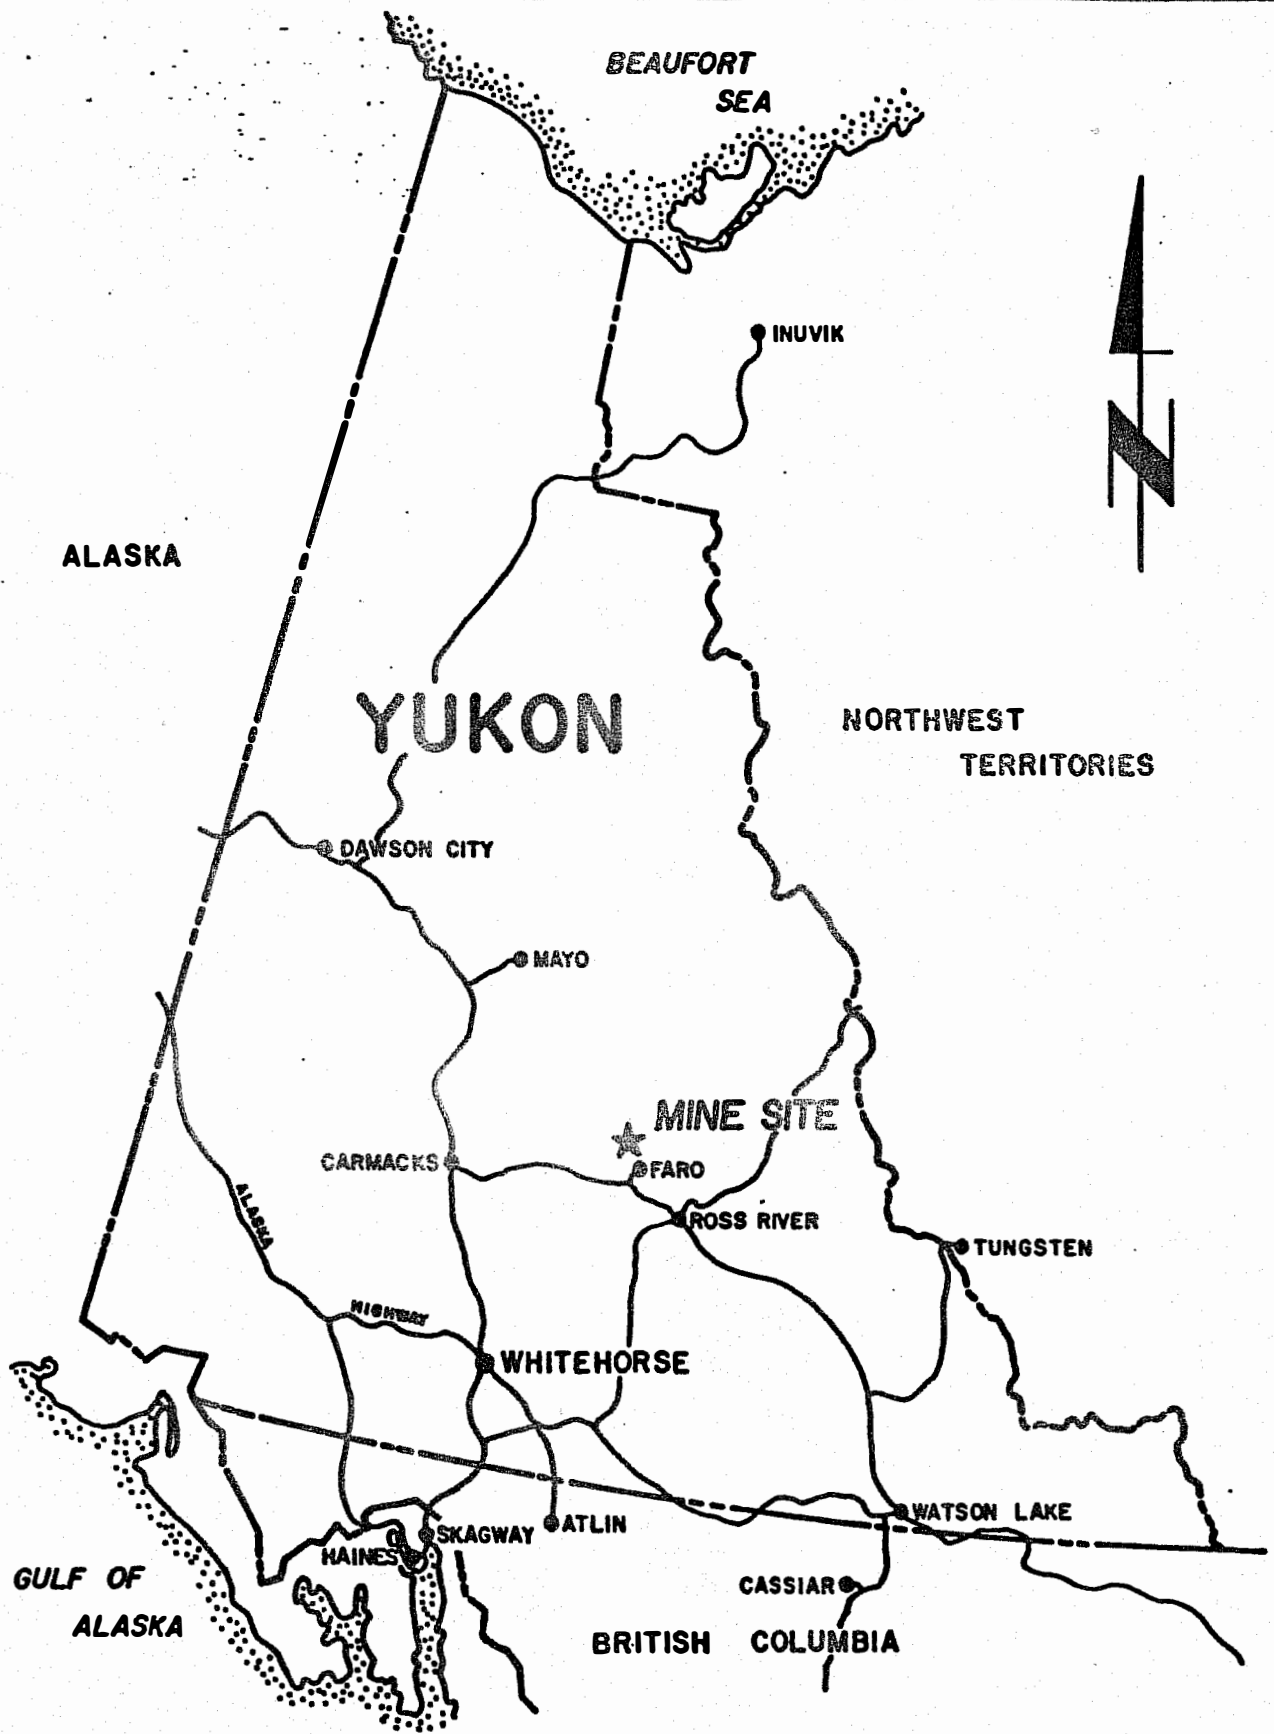 BEAUFORT
SEA
INUVIK
N
ALASKA
YUKON
NORTHWEST
TERRITORIES
DAWSON CITY
MAYO
MINE SITE
CARMACKS
FARO
ALASKA
ROSS RIVER
TUNGSTEN
HIGHWAY
WHITEHORSE
WATSON LAKE
SKAGWAY
ATLIN
HAINES
GULF OF
ALASKA
CASSIAR
BRITISH COLUMBIA